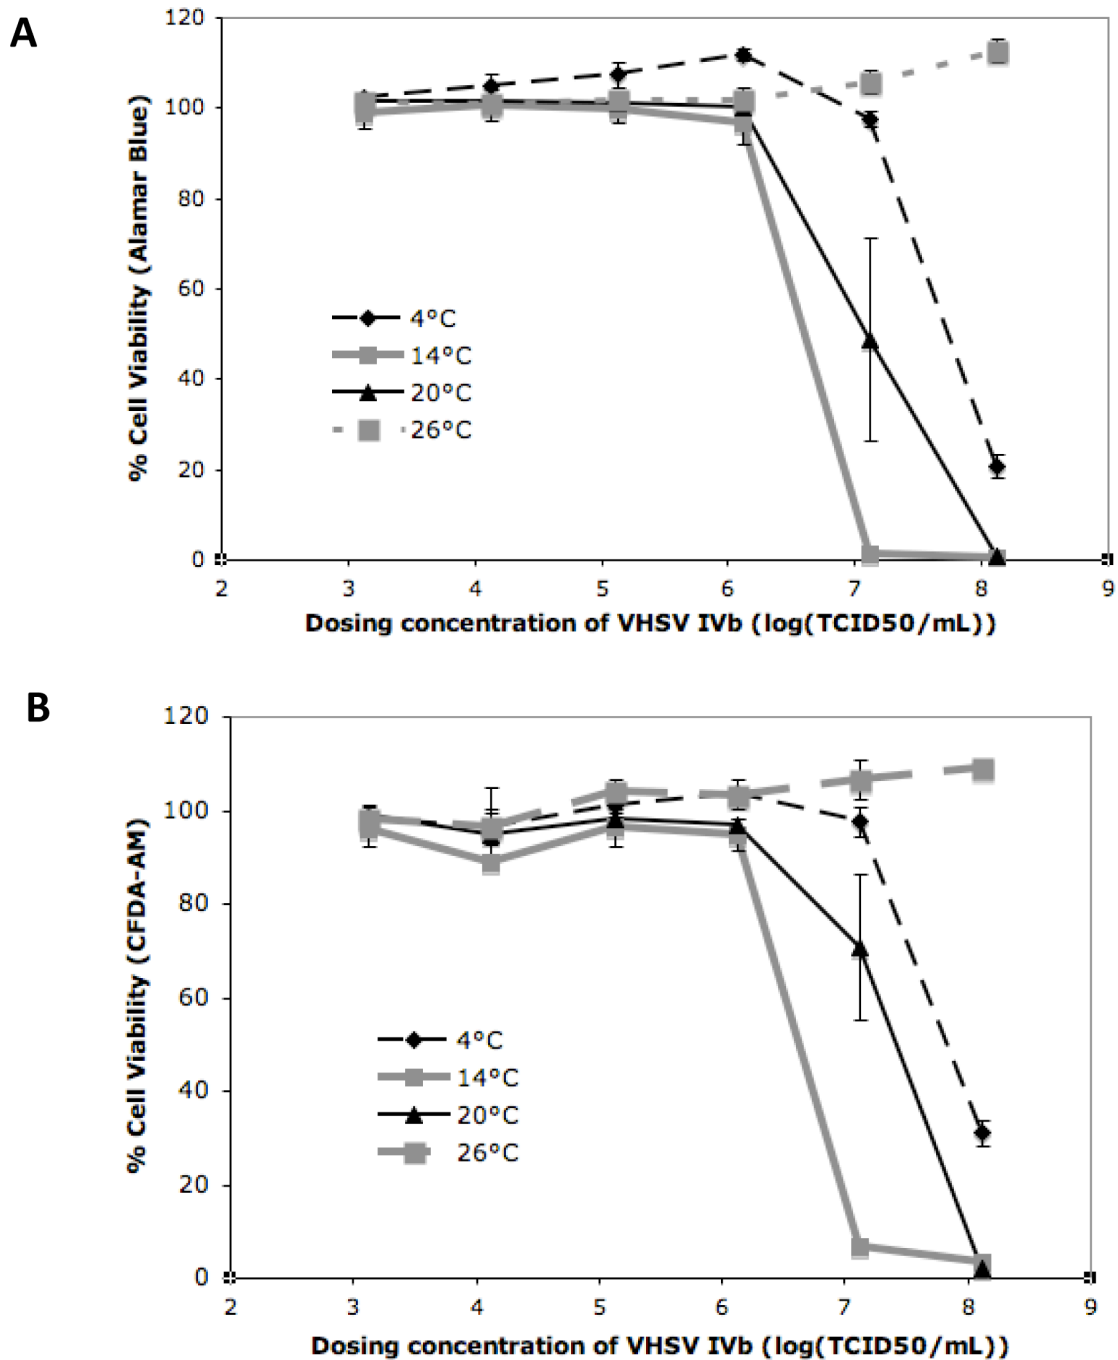 A
120
100
80
60
40
20
0
% Cell Viability (Alamar Blue)
4°C
14°C
20°C
26°C
2 3 4 5 6 7 8 9
Dosing concentration of VHSV IVb (log(TCID50/mL))
B
120
100
80
60
40
20
0
% Cell Viability (CFDA-AM)
4°C
14°C
20°C
26°C
2 3 4 5 6 7 8 9
Dosing concentration of VHSV IVb (log(TCID50/mL))